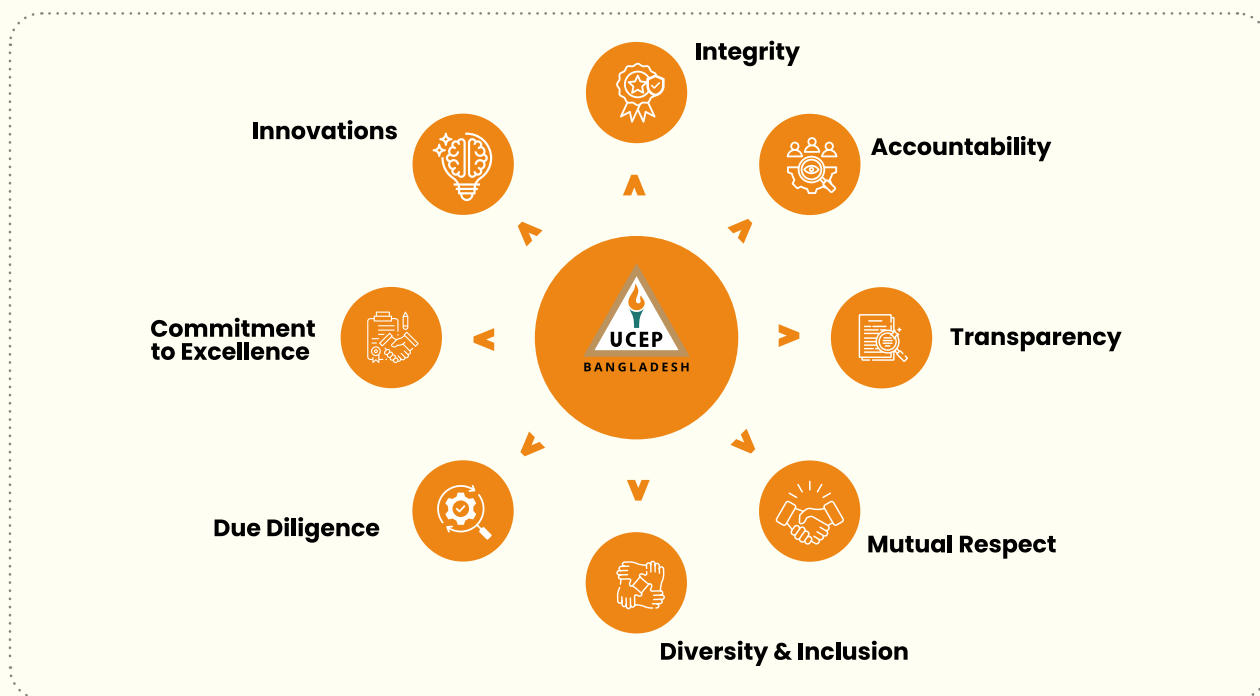 Integrity
Innovations
Accountability
Commitment
to Excellence
UCEP
BANGLADESH
Transparency
Due Diligence
Mutual Respect
Diversity & Inclusion